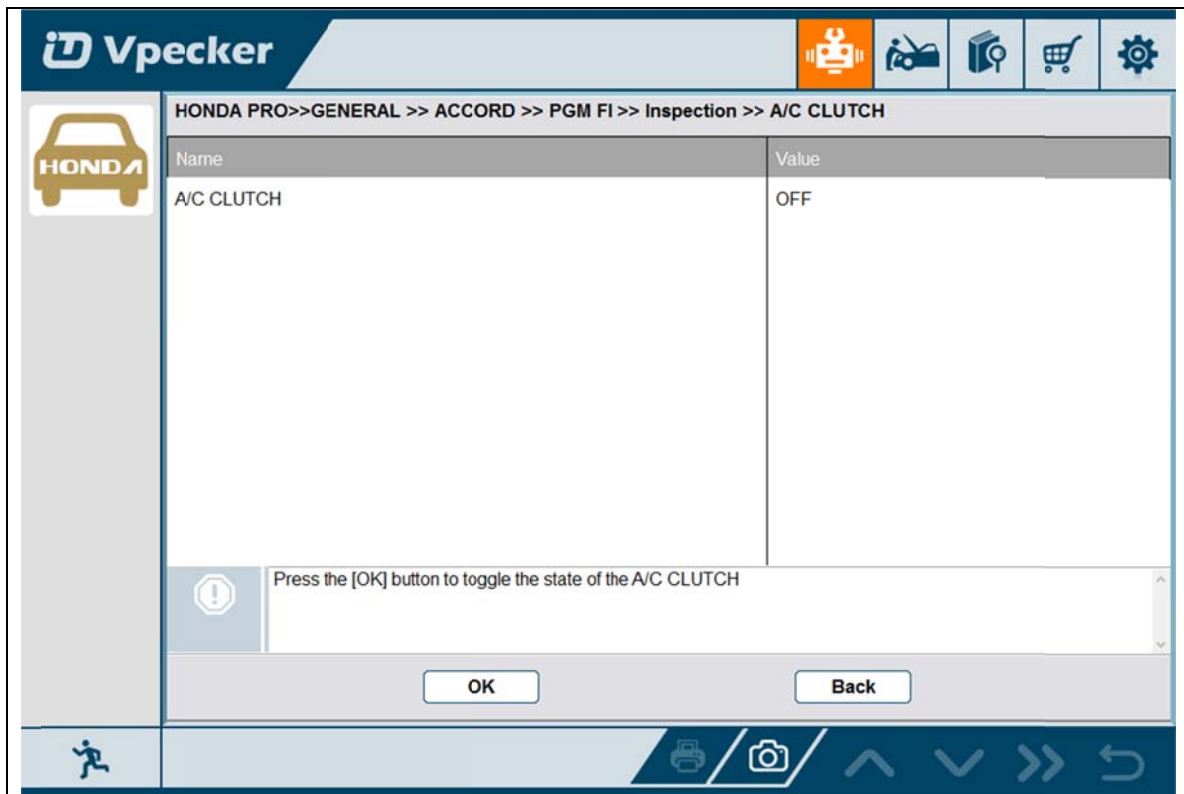 Vpecker
HONDA PRO>>GENERAL >> ACCORD >> PGM FI>> Inspection >> A/C CLUTCH
HONDA
Name Value
A/C CLUTCH OFF
Press the [OK] button to toggle the state of the A/C CLUTCH
OK Back